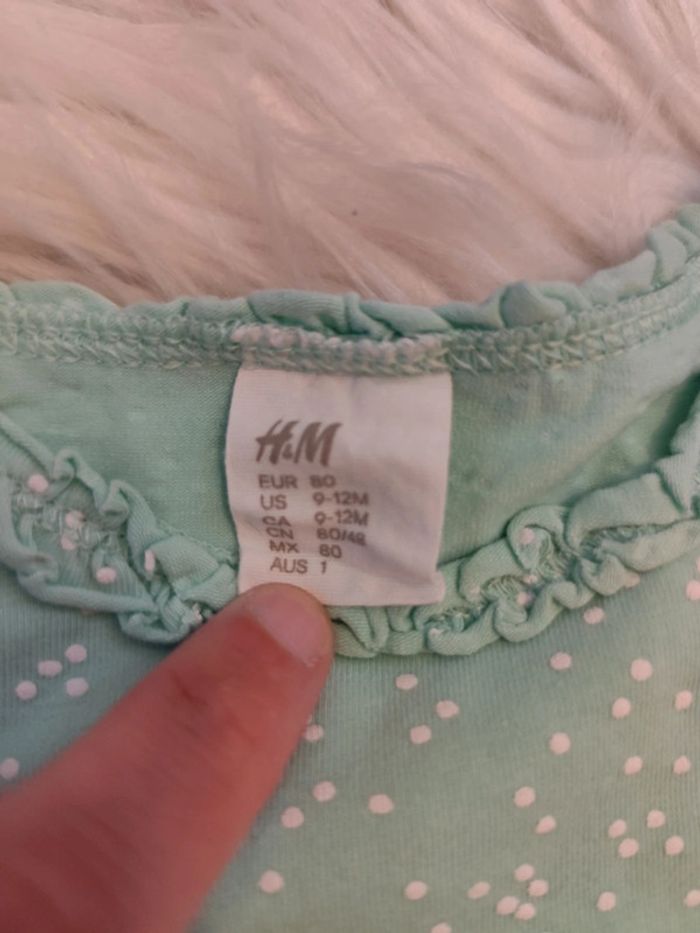 H&M
EUR 80
US 9-12M
CA 9-12M
CN 80/48
MX 80
AUS 1